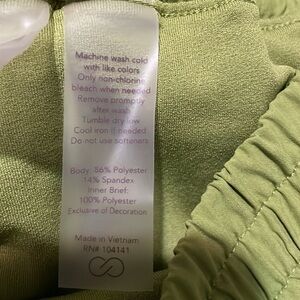 Machine wash cold
with like colors
Only non-chlorine
bleach when needed
Remove promptly
after wash
Tumble dry low
Cool iron if needed
Do not use softeners
Body: 86% Polyester
14% Spandex
Inner Brief:
100% Polyester
Exclusive of Decoration
Made in Vietnam
RN# 104141